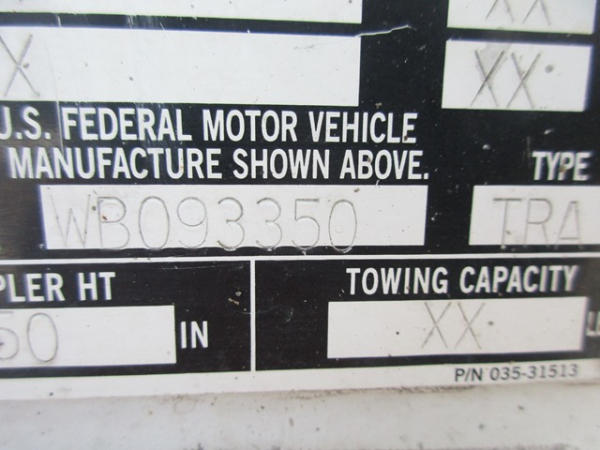 XX
X XX
U.S. FEDERAL MOTOR VEHICLE
MANUFACTURE SHOWN ABOVE. TYPE
WB093350 TRA
PLER HT TOWING CAPACITY
50 IN XX
P/N 035-31513